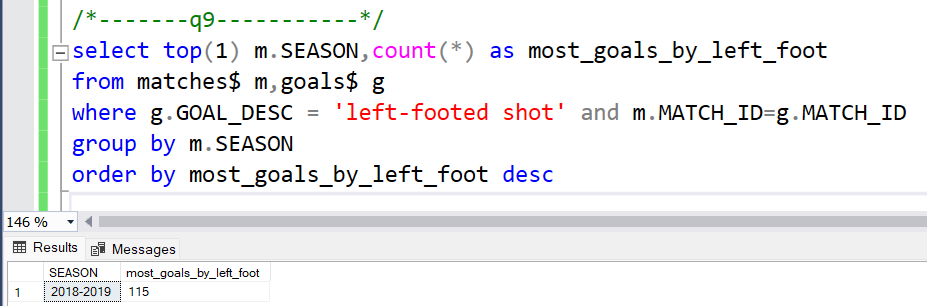 /*-------q9-----------*/
select top(1) m.SEASON,count(*) as most_goals_by_left_foot
from matches$ m,goals$ g
where g.GOAL_DESC = 'left-footed shot' and m.MATCH_ID=g.MATCH_ID
group by m.SEASON
order by most_goals_by_left_foot desc
146 %
Results Messages
SEASON most_goals_by_left_foot
1 2018-2019 115